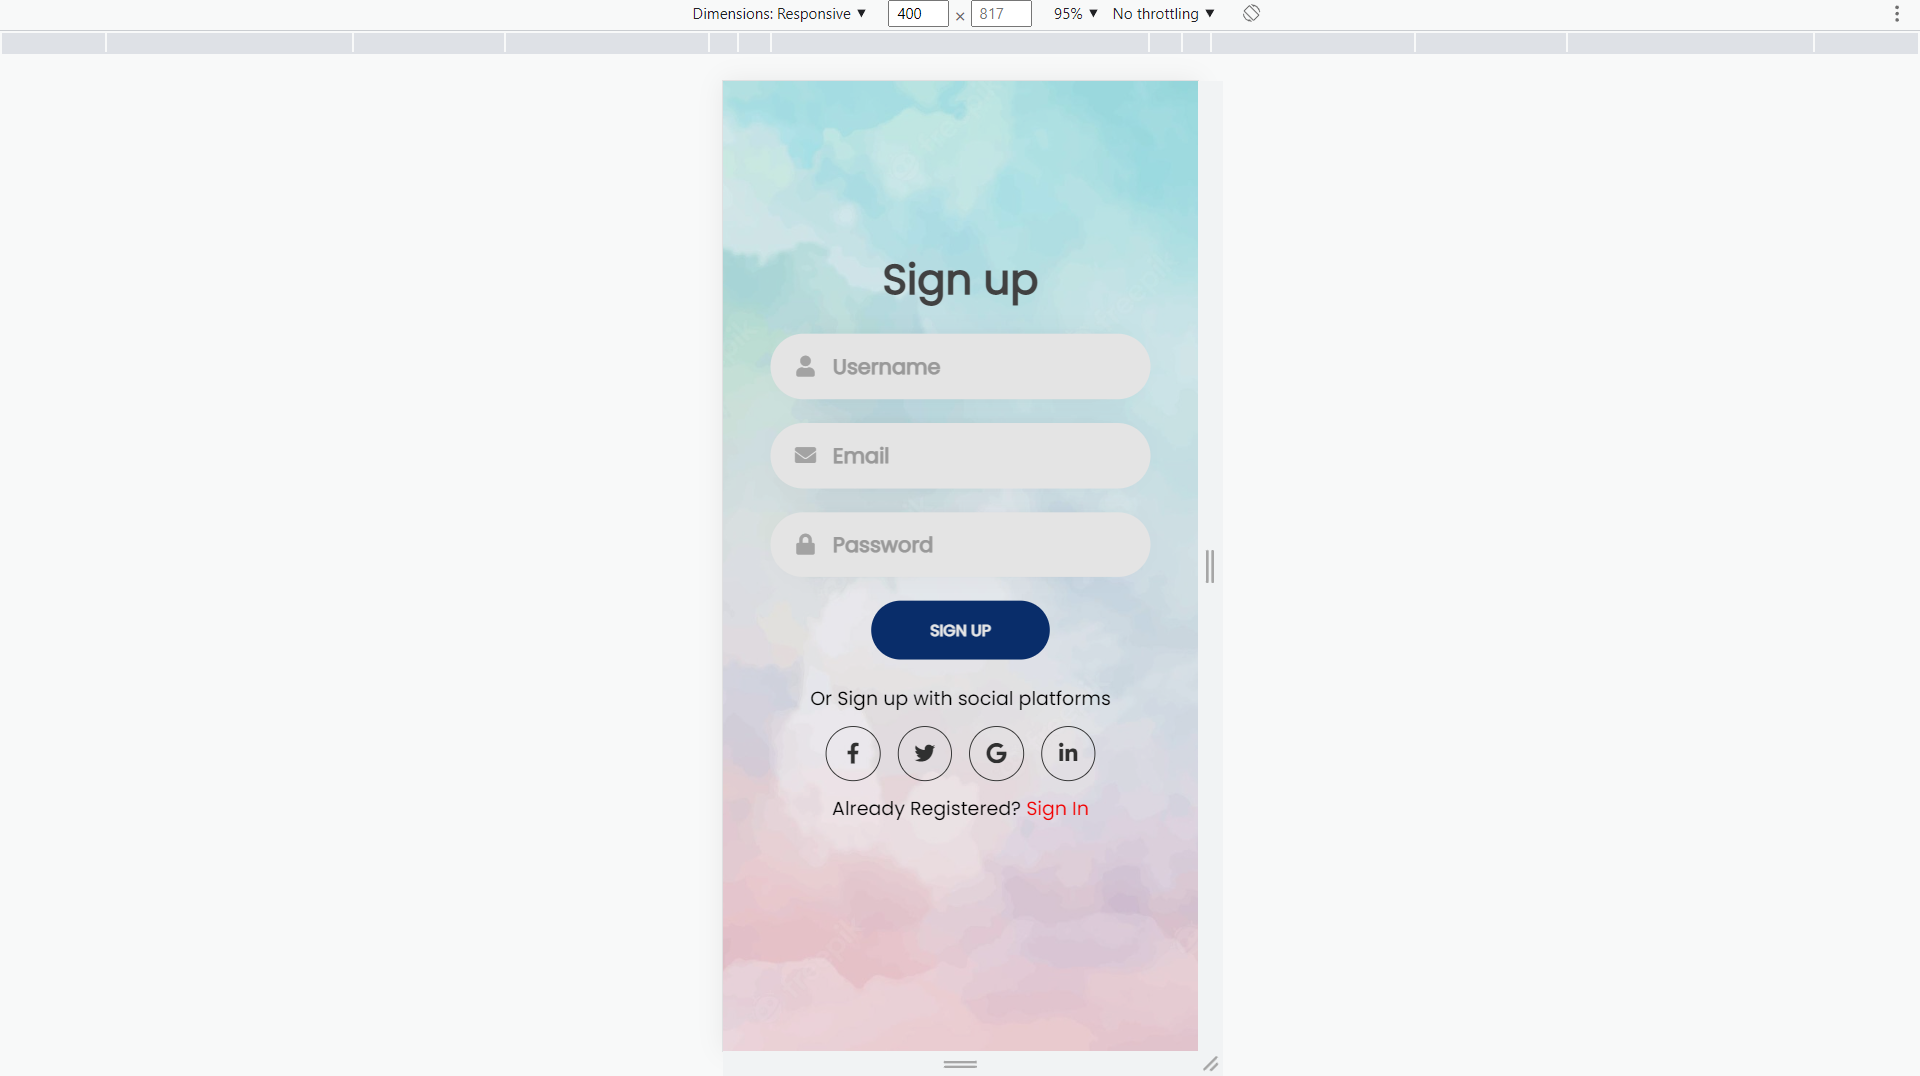 Dimensions: Responsive ▼ 400 × 817 95% ▼ No throttling ▼
Sign up
Username
Email
Password
SIGN UP
Or Sign up with social platforms
Already Registered? Sign In